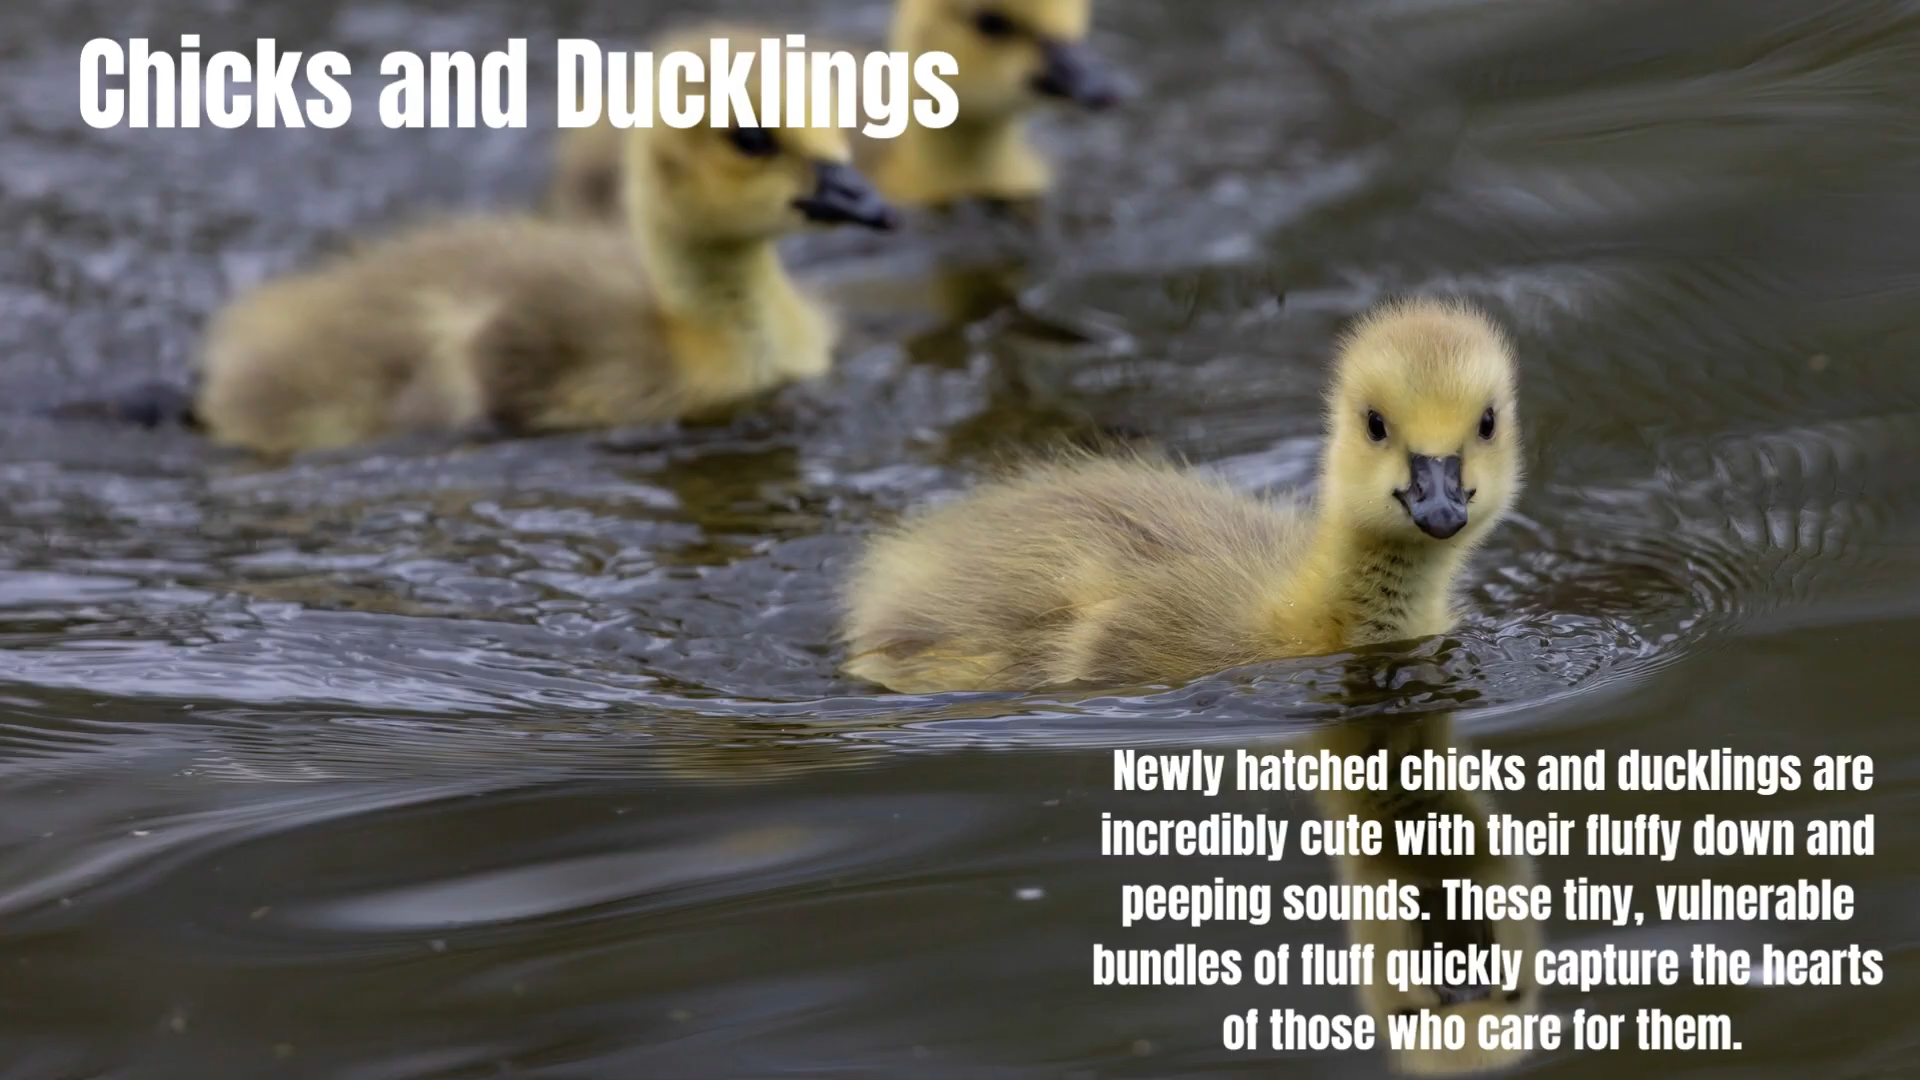 Chicks and Ducklings
Newly hatched chicks and ducklings are
incredibly cute with their fluffy down and
peeping sounds. These tiny, vulnerable
bundles of fluff quickly capture the hearts
of those who care for them.